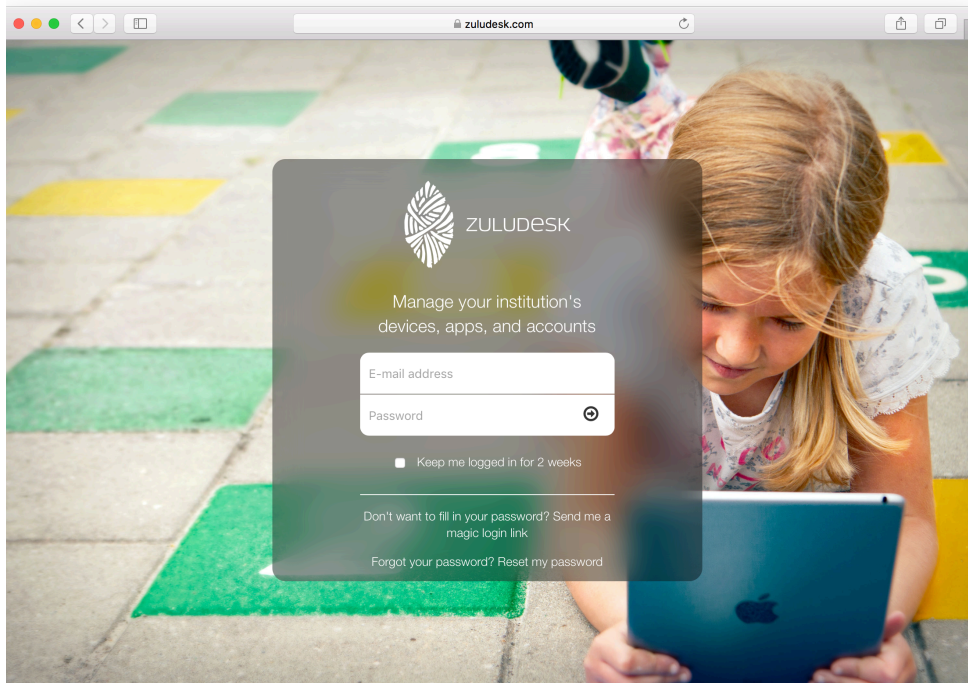 zuludesk.com
ZULUDESK
Manage your institution's
devices, apps, and accounts
E-mail address
Password
Keep me logged in for 2 weeks
Don't want to fill in your password? Send me a
magic login link
Forgot your password? Reset my password